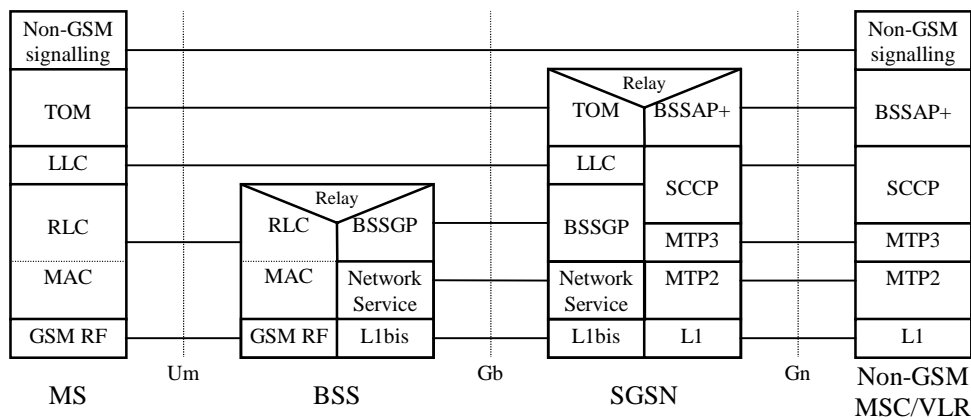 Non-GSM
signalling
Non-GSM
signalling
Relay
TOM
TOM
BSSAP+
BSSAP+
LLC
LLC
SCCP
SCCP
Relay
RLC
RLC
BSSGP
BSSGP
MTP3
MTP3
MAC
MAC
Network
Service
Network
Service
MTP2
MTP2
GSM RF
GSM RF
L1bis
L1bis
L1
L1
Um
Gb
Gn
MS
BSS
SGSN
Non-GSM
MSC/VLR